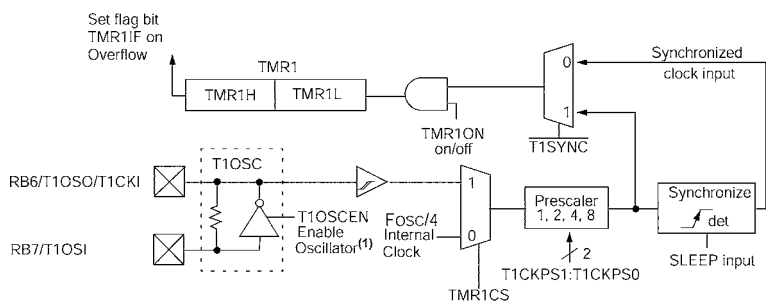 Set flag bit
TMR1IF on
Overflow
TMR1
TMR1H
TMR1L
TMR1ON
on/off
0
1
T1SYNC
Synchronized
clock input
RB6/T1OSO/T1CKI
T1OSC
RB7/T1OSI
T1OSCEN
Enable
Oscillator(1)
FOSC/4
Internal
Clock
1
0
TMR1CS
Prescaler
1, 2, 4, 8
2
T1CKPS1:T1CKPS0
Synchronize
det
SLEEP input